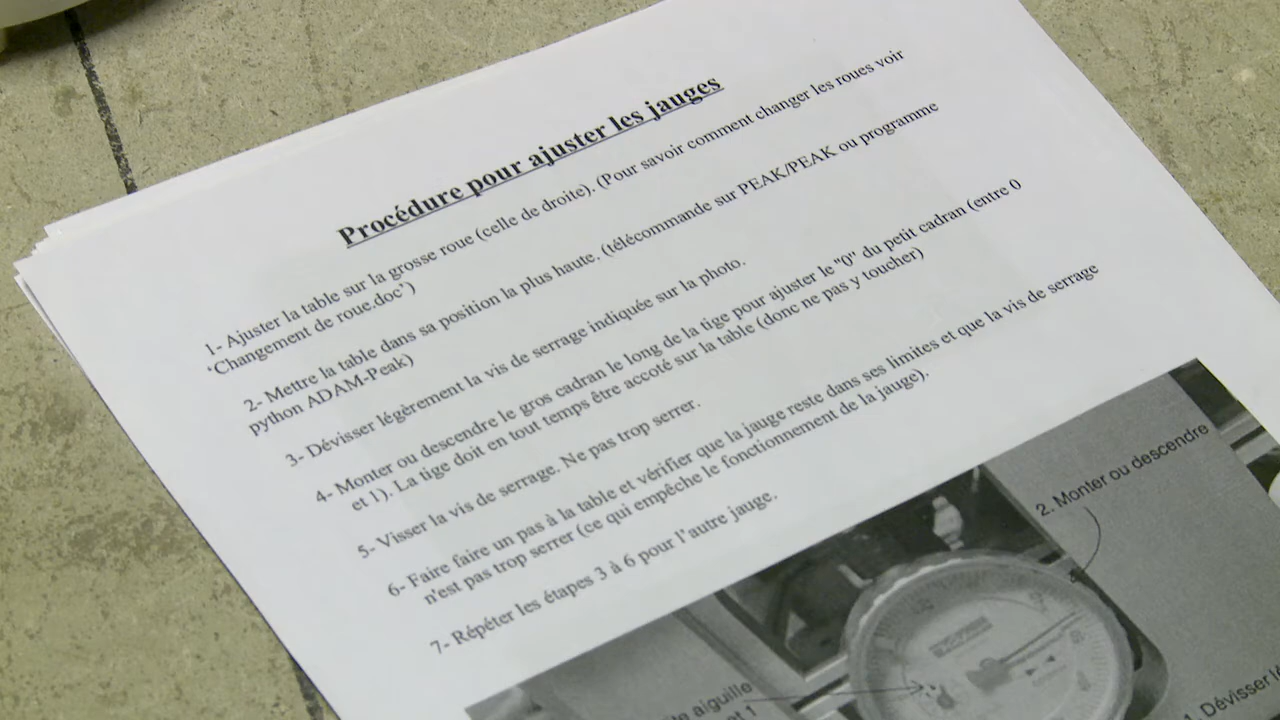 Procédure pour ajuster les jauges
1- Ajuster la table sur la grosse roue (celle de droite). (Pour savoir comment changer les roues voir
‘Changement de roue.doc’)
2- Mettre la table dans sa position la plus haute. (télécommande sur PEAK/PEAK ou programme
python ADAM-Peak)
3- Dévisser légèrement la vis de serrage indiquée sur la photo.
4- Monter ou descendre le gros cadran le long de la tige pour ajuster le "0" du petit cadran (entre 0
et 1). La tige doit en tout temps être accoté sur la table (donc ne pas y toucher)
5- Visser la vis de serrage. Ne pas trop serrer.
6- Faire faire un pas à la table et vérifier que la jauge reste dans ses limites et que la vis de serrage
n'est pas trop serrer (ce qui empêche le fonctionnement de la jauge).
7- Répéter les étapes 3 à 6 pour l’autre jauge.
2. Monter ou descendre
aiguille
et 1
1. Dévisser